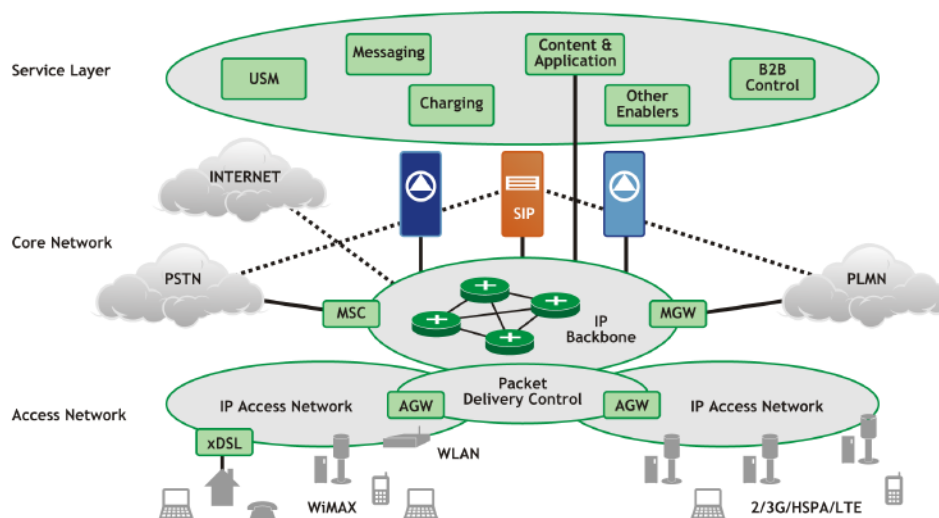 Service Layer
USM
Messaging
Charging
Content &
Application
Other
Enablers
B2B
Control
INTERNET
SIP
Core Network
PSTN
PLMN
MSC
MGW
IP
Backbone
Packet
Delivery Control
Access Network
IP Access Network
AGW
AGW
IP Access Network
xDSL
WLAN
WiMAX
2/3G/HSPA/LTE